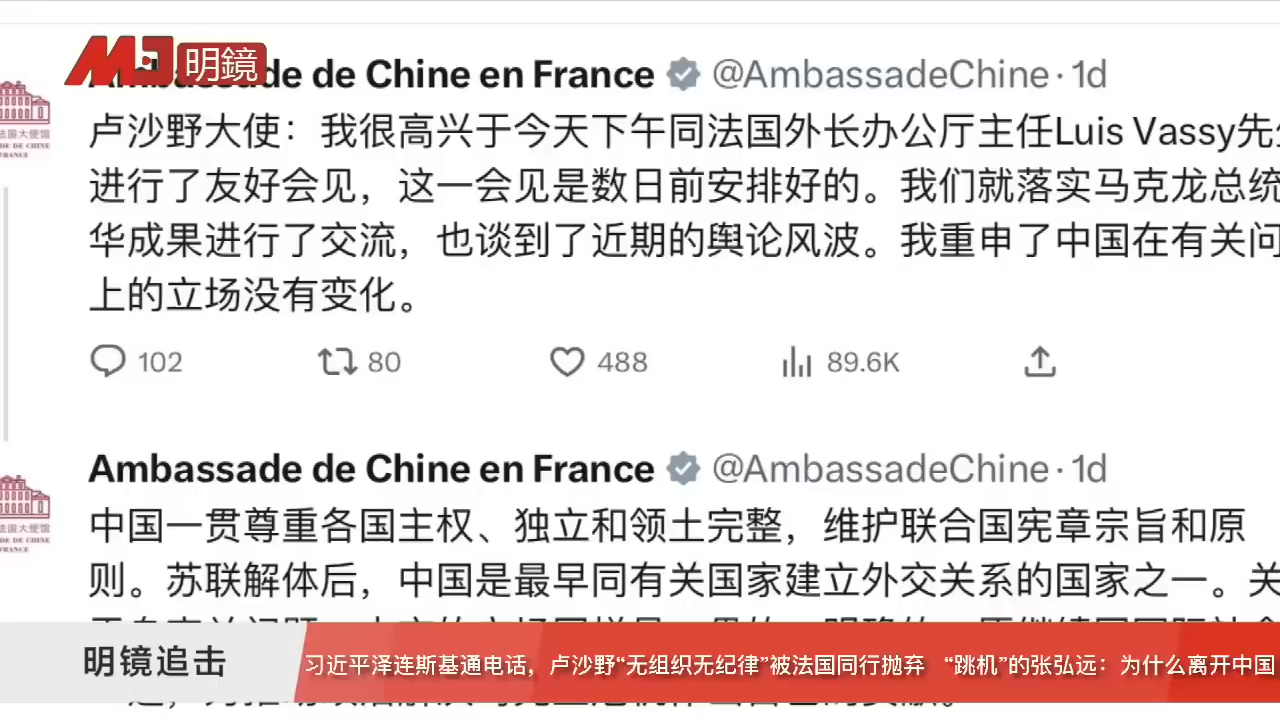 明鏡
Ambassade de Chine en France @AmbassadeChine · 1d
卢沙野大使：我很高兴于今天下午同法国外长办公厅主任Luis Vassy先
进行了友好会见，这一会见是数日前安排好的。我们就落实马克龙总统
华成果进行了交流，也谈到了近期的舆论风波。我重申了中国在有关问
上的立场没有变化。
102 80 488 89.6K
Ambassade de Chine en France @AmbassadeChine · 1d
中国一贯尊重各国主权、独立和领土完整，维护联合国宪章宗旨和原
则。苏联解体后，中国是最早同有关国家建立外交关系的国家之一。关
明镜追击
习近平泽连斯基通电话，卢沙野“无组织无纪律”被法国同行抛弃 “跳机”的张弘远：为什么离开中国